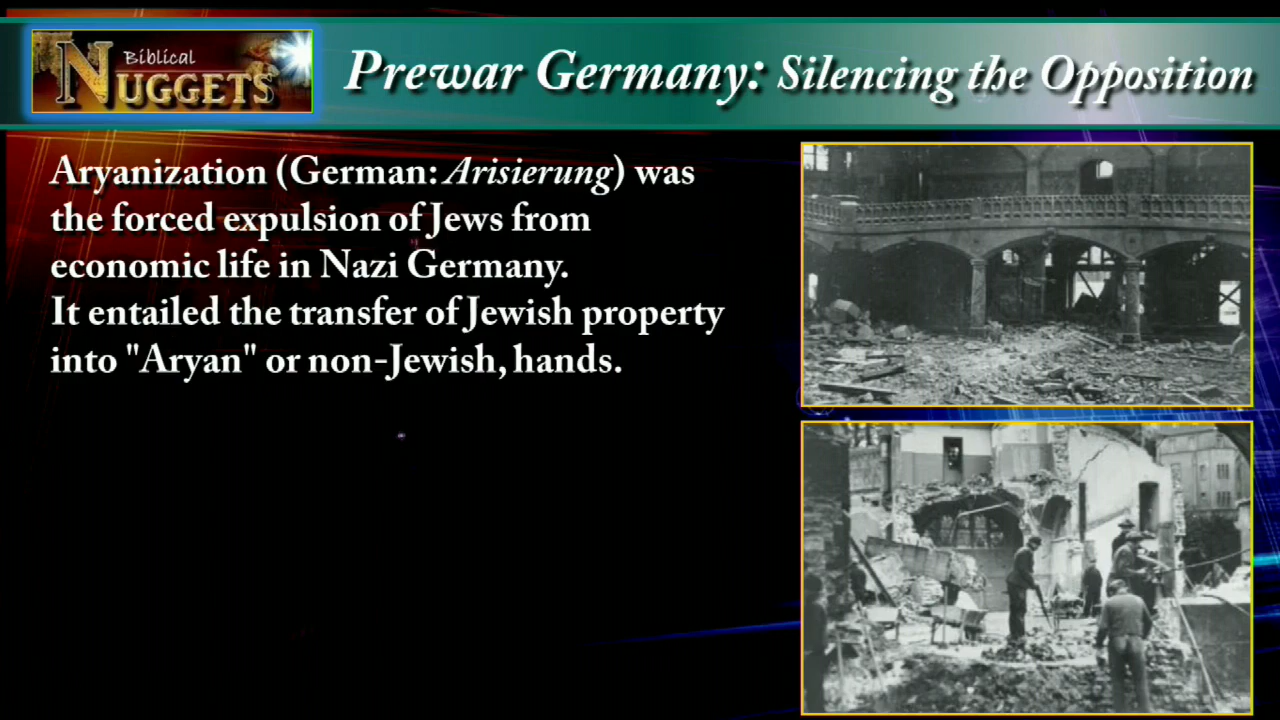 Biblical
NUGGETS
Prewar Germany: Silencing the Opposition
Aryanization (German: Arisierung) was
the forced expulsion of Jews from
economic life in Nazi Germany.
It entailed the transfer of Jewish property
into "Aryan" or non-Jewish, hands.